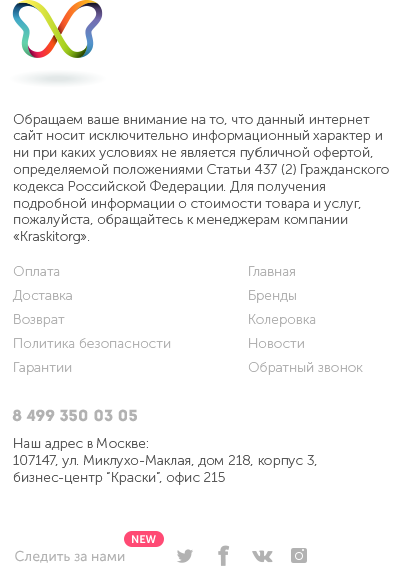 Обращаем ваше внимание на то, что данный интернет
сайт носит исключительно информационный характер и
ни при каких условиях не является публичной офертой,
определяемой положениями Статьи 437 (2) Гражданского
кодекса Российской Федерации. Для получения
подробной информации о стоимости товара и услуг,
пожалуйста, обращайтесь к менеджерам компании
«Kraskitorg».
Оплата
Доставка
Возврат
Политика безопасности
Гарантии
Главная
Бренды
Колеровка
Новости
Обратный звонок
8 499 350 03 05
Наш адрес в Москве:
107147, ул. Миклухо-Маклая, дом 218, корпус 3,
бизнес-центр "Краски", офис 215
NEW
Следить за нами